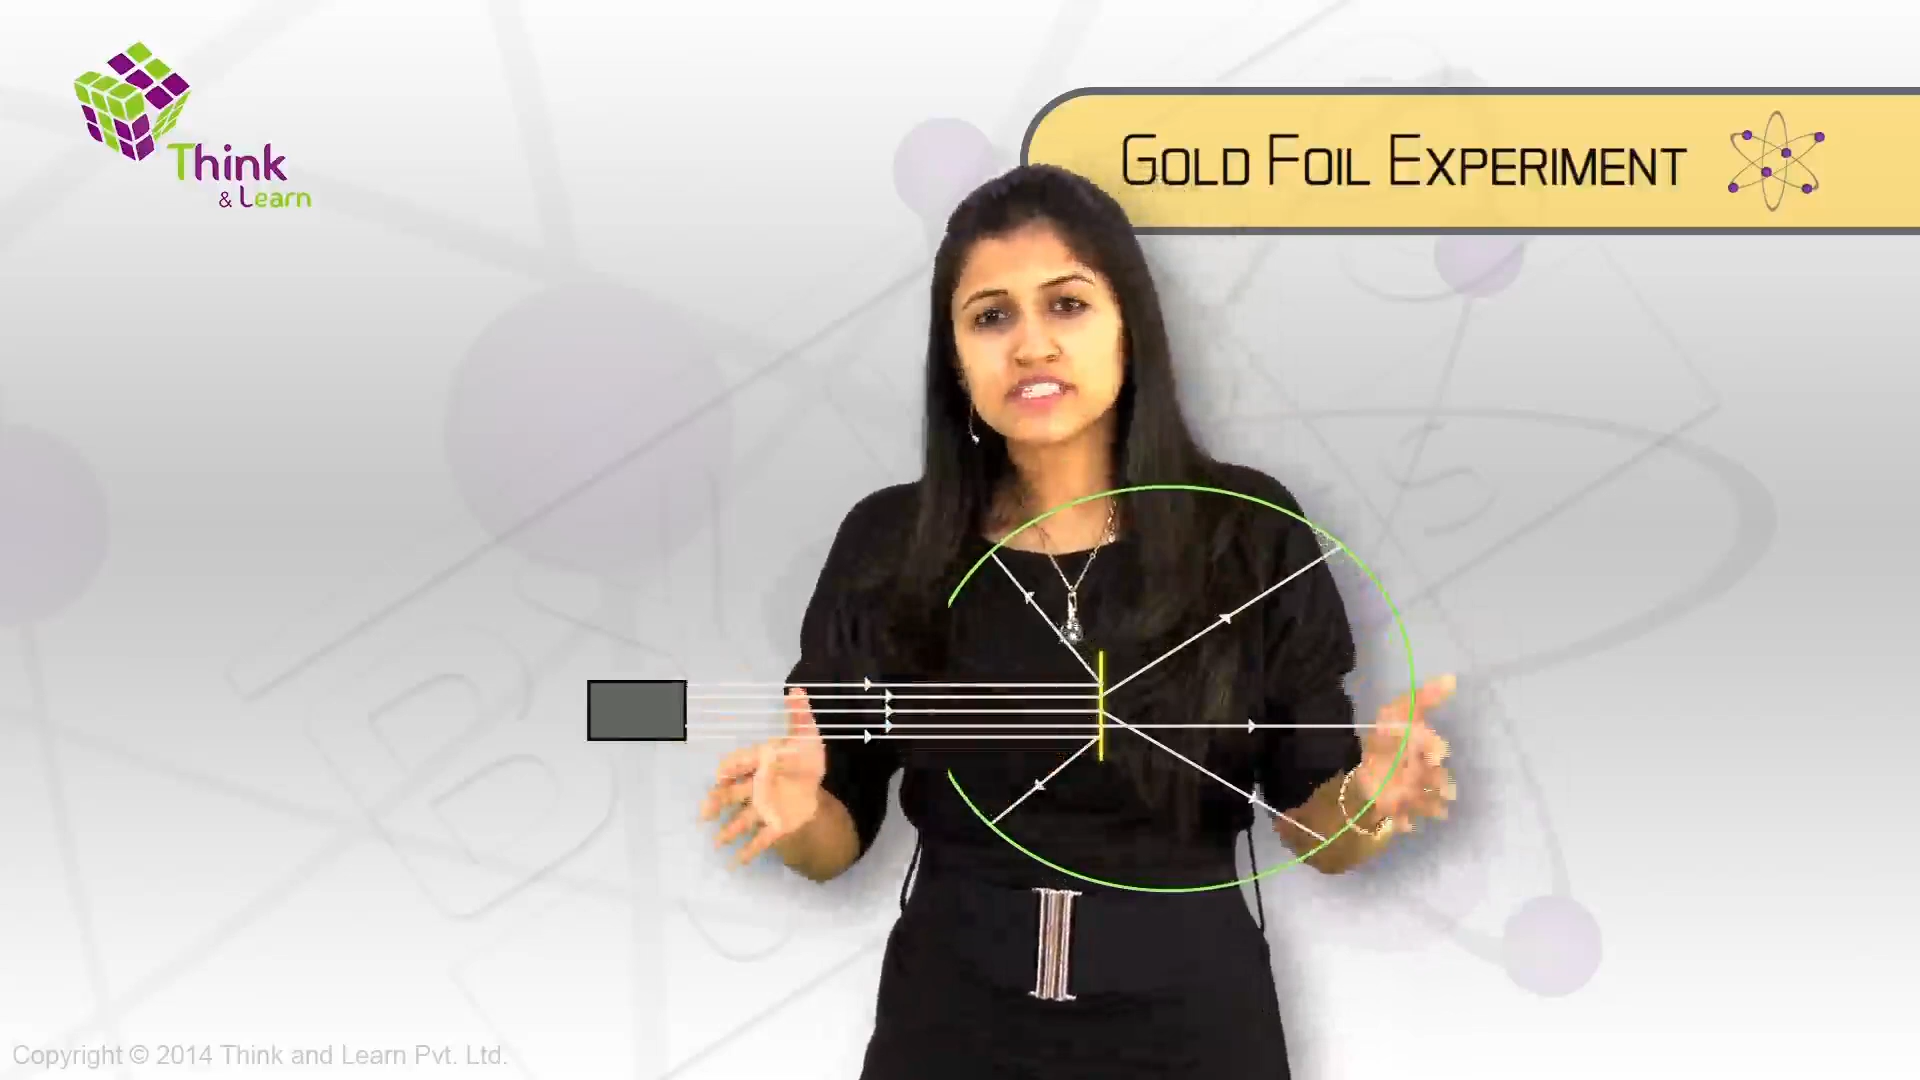 Think
& Learn
GOLD FOIL EXPERIMENT
Copyright © 2014 Think and Learn Pvt. Ltd.